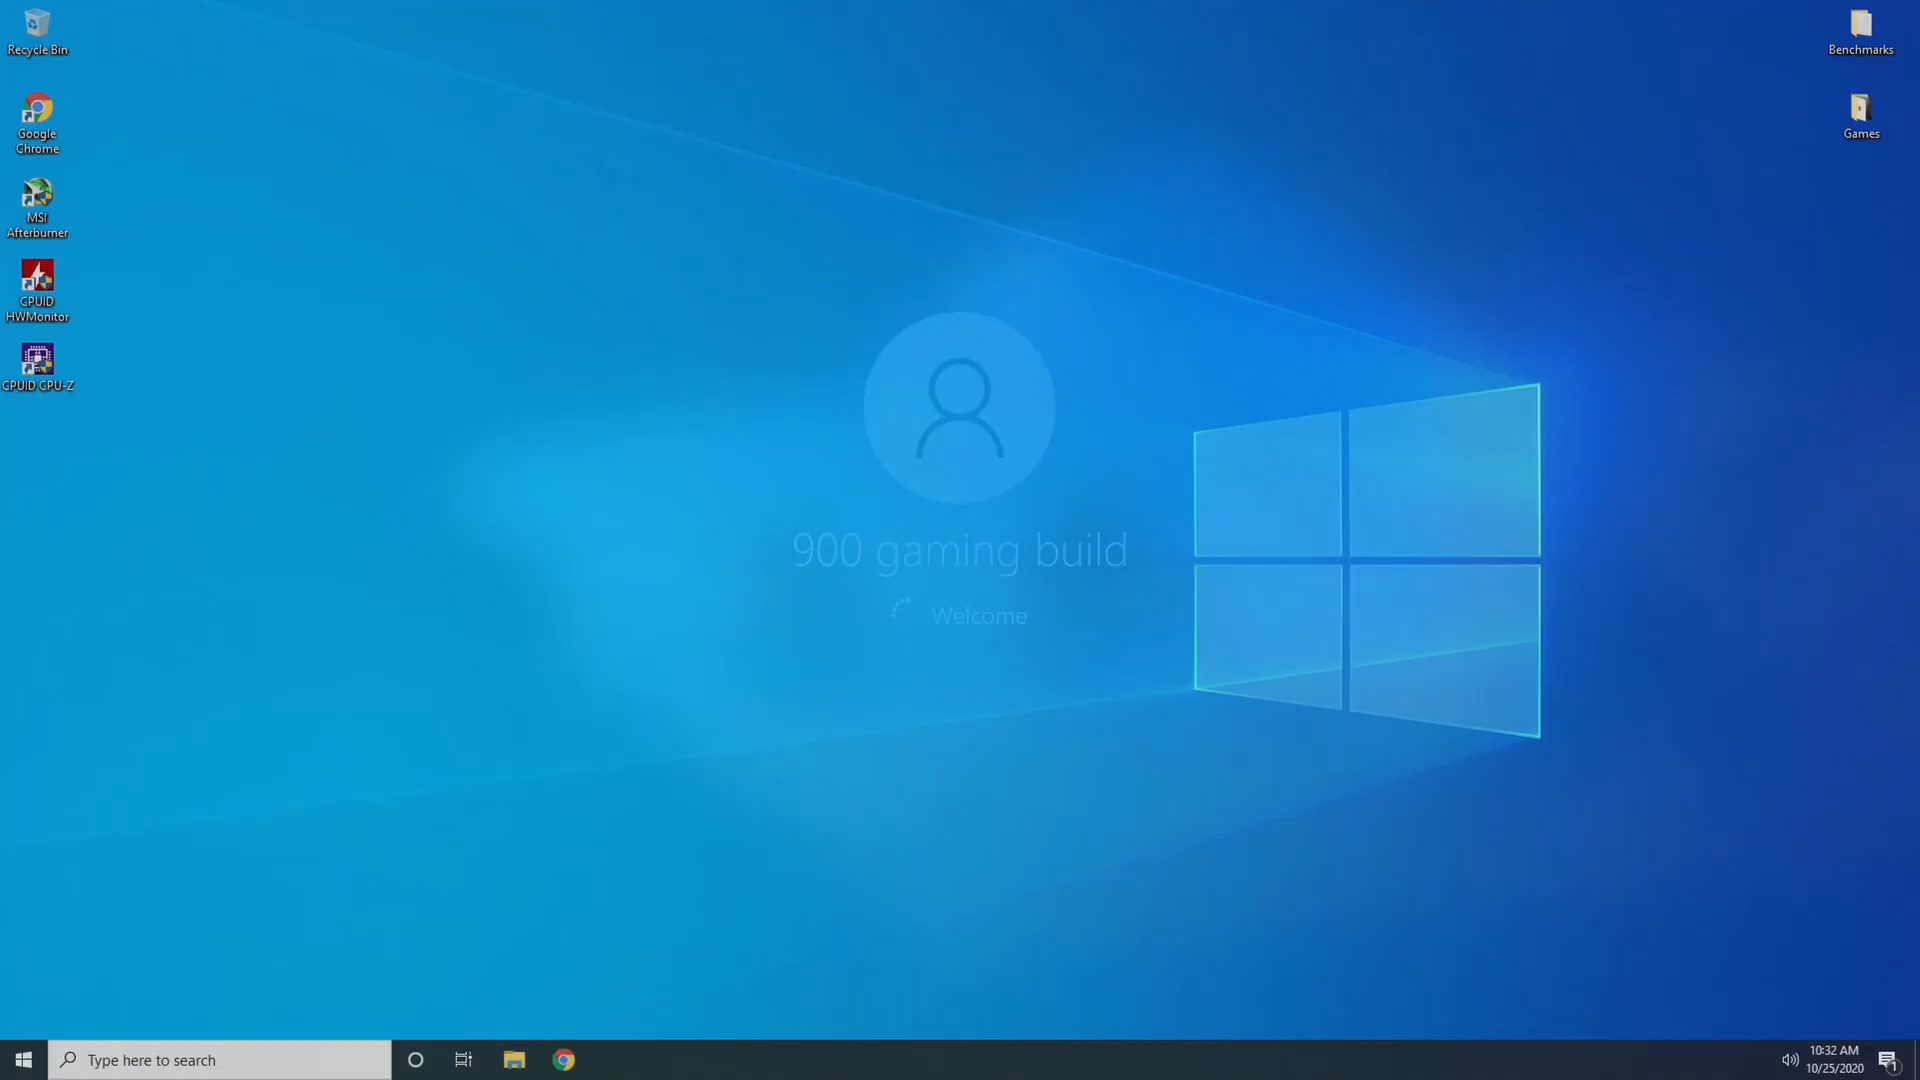 Recycle Bin
Google
Chrome
MSI
Afterburner
CPUID
HWMonitor
CPUID CPU-Z
Benchmarks
Games
900 gaming build
Welcome
Type here to search
10:32 AM
10/25/2020
1